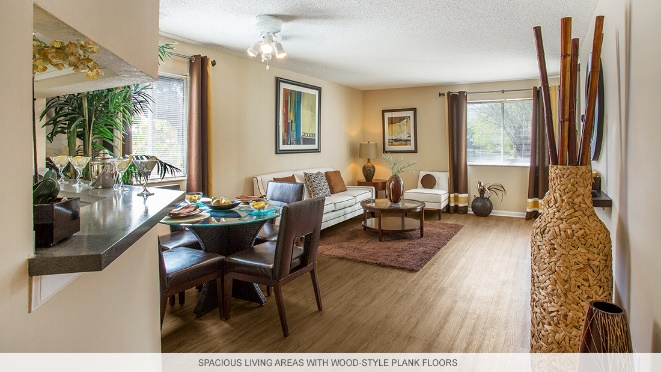 SPACIOUS LIVING AREAS WITH WOOD-STYLE PLANK FLOORS